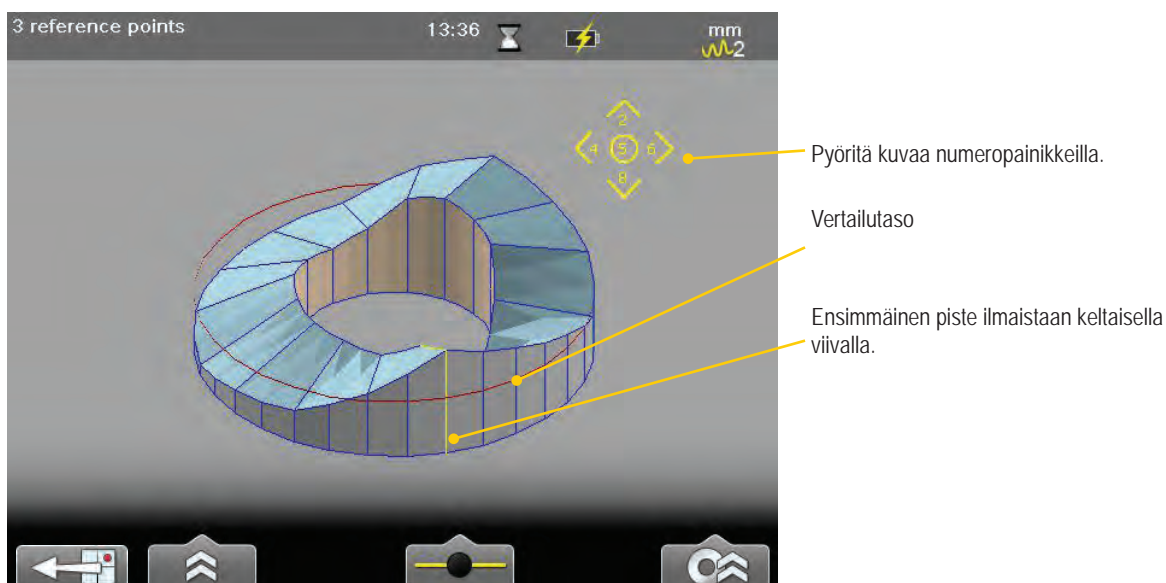 3 reference points
13:36
mm
2
2
4 5 6
8
Pyöritä kuvaa numeropainikkeilla.
Vertailutaso
Ensimmäinen piste ilmaistaan keltaisella
viivalla.